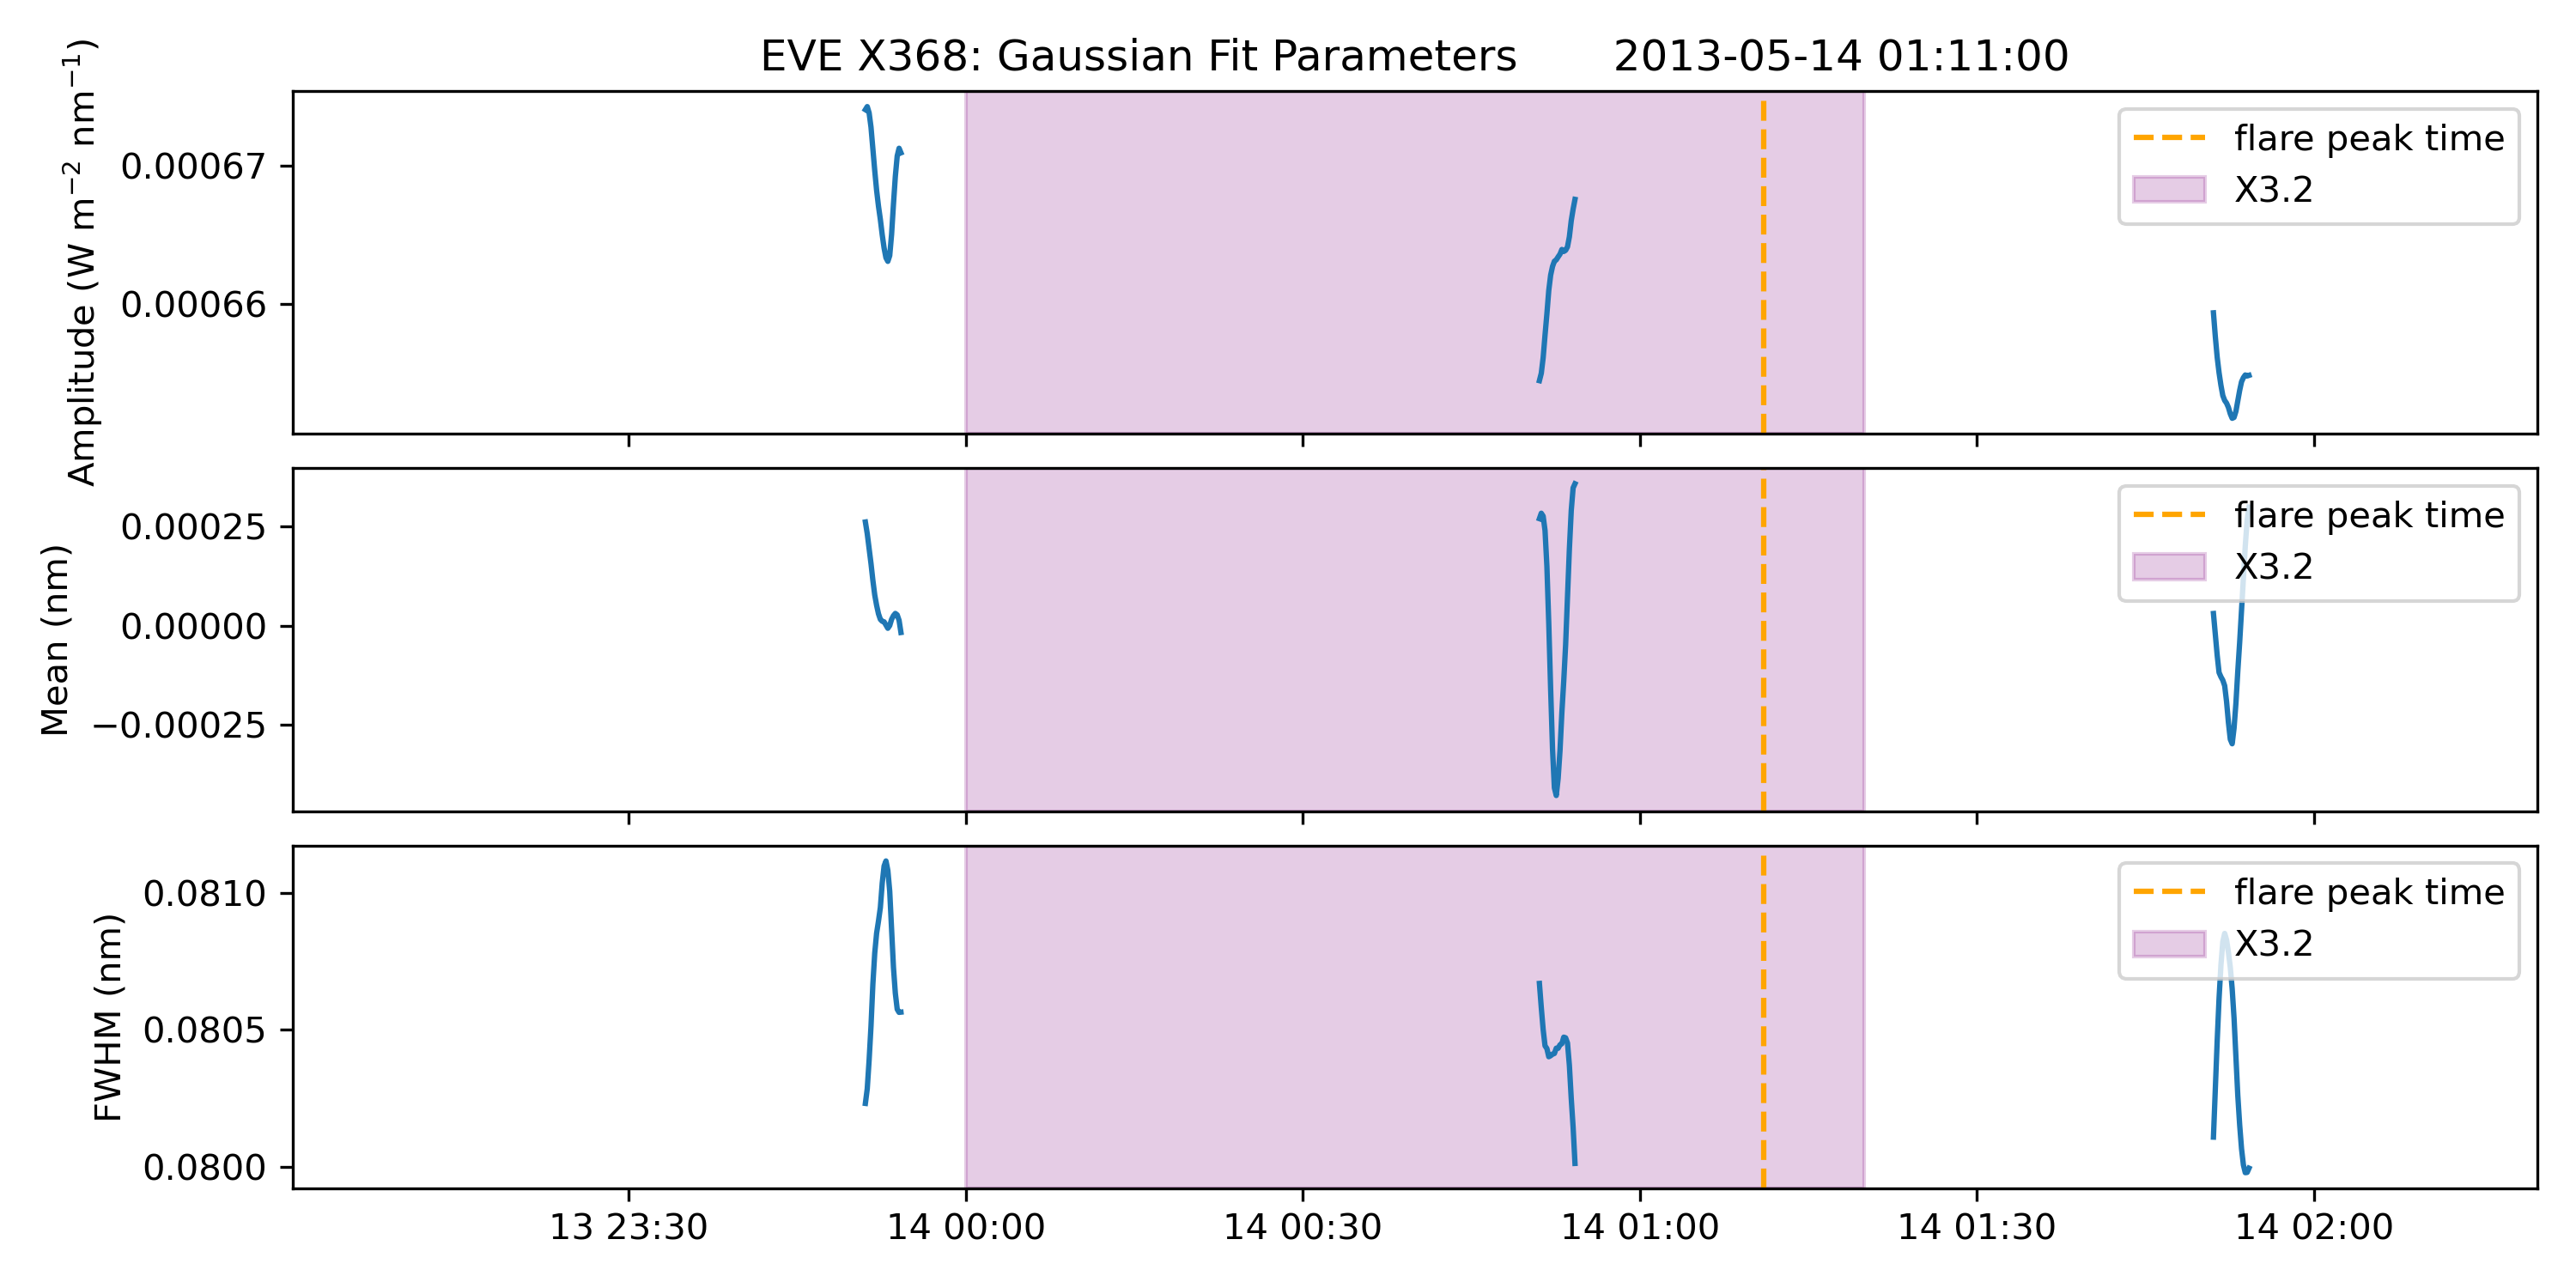 EVE X368: Gaussian Fit Parameters 2013-05-14 01:11:00
Amplitude (W m⁻² nm⁻¹)
0.00067
0.00066
flare peak time
X3.2
Mean (nm)
0.00025
0.00000
−0.00025
flare peak time
X3.2
FWHM (nm)
0.0810
0.0805
0.0800
flare peak time
X3.2
13 23:30
14 00:00
14 00:30
14 01:00
14 01:30
14 02:00